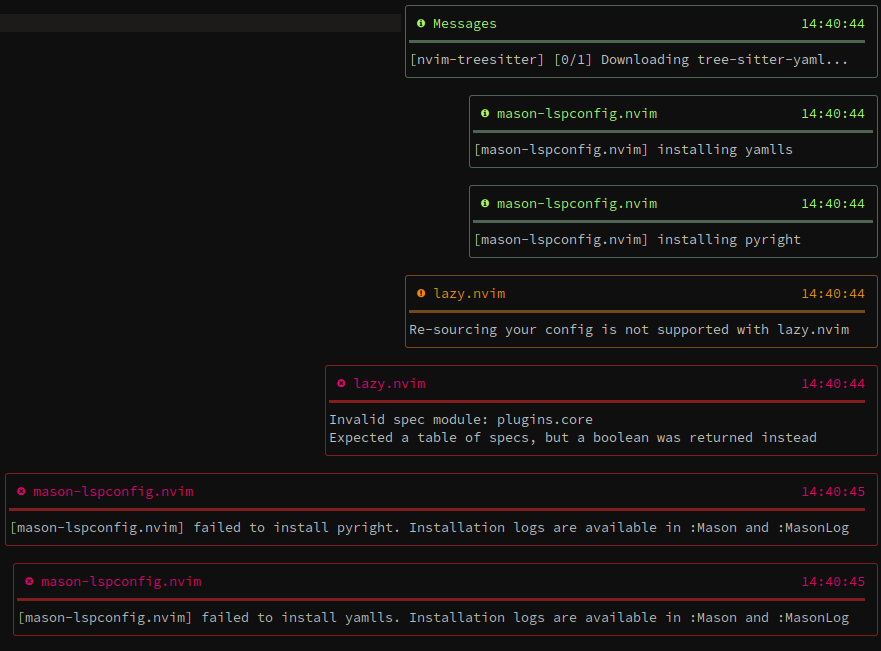 Messages 14:40:44
[nvim-treesitter] [0/1] Downloading tree-sitter-yaml...
mason-lspconfig.nvim 14:40:44
[mason-lspconfig.nvim] installing yamlls
mason-lspconfig.nvim 14:40:44
[mason-lspconfig.nvim] installing pyright
lazy.nvim 14:40:44
Re-sourcing your config is not supported with lazy.nvim
lazy.nvim 14:40:44
Invalid spec module: plugins.core
Expected a table of specs, but a boolean was returned instead
mason-lspconfig.nvim 14:40:45
[mason-lspconfig.nvim] failed to install pyright. Installation logs are available in :Mason and :MasonLog
mason-lspconfig.nvim 14:40:45
[mason-lspconfig.nvim] failed to install yamlls. Installation logs are available in :Mason and :MasonLog